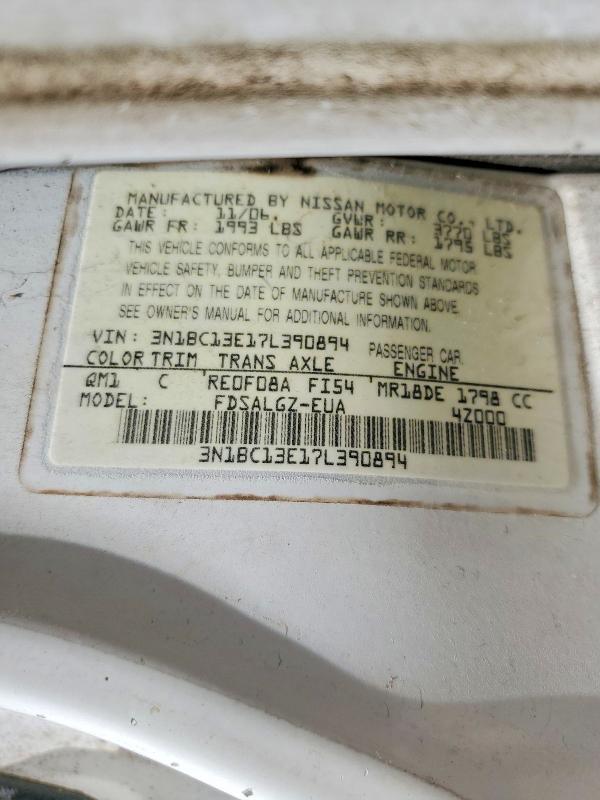 MANUFACTURED BY NISSAN MOTOR CO., LTD.
DATE: 11/06. GVWR: 3770 LBS
GAWR FR: 1993 LBS GAWR RR: 1795 LBS
THIS VEHICLE CONFORMS TO ALL APPLICABLE FEDERAL MOTOR
VEHICLE SAFETY, BUMPER AND THEFT PREVENTION STANDARDS
IN EFFECT ON THE DATE OF MANUFACTURE SHOWN ABOVE.
SEE OWNER'S MANUAL FOR ADDITIONAL INFORMATION.
VIN: 3N1BC13E17L390894 PASSENGER CAR
COLOR TRIM TRANS AXLE ENGINE
QM1 C RE0F08A FI54 MR18DE 1798 CC
MODEL: FDSALGZ-EUA 4Z000
3N1BC13E17L390894